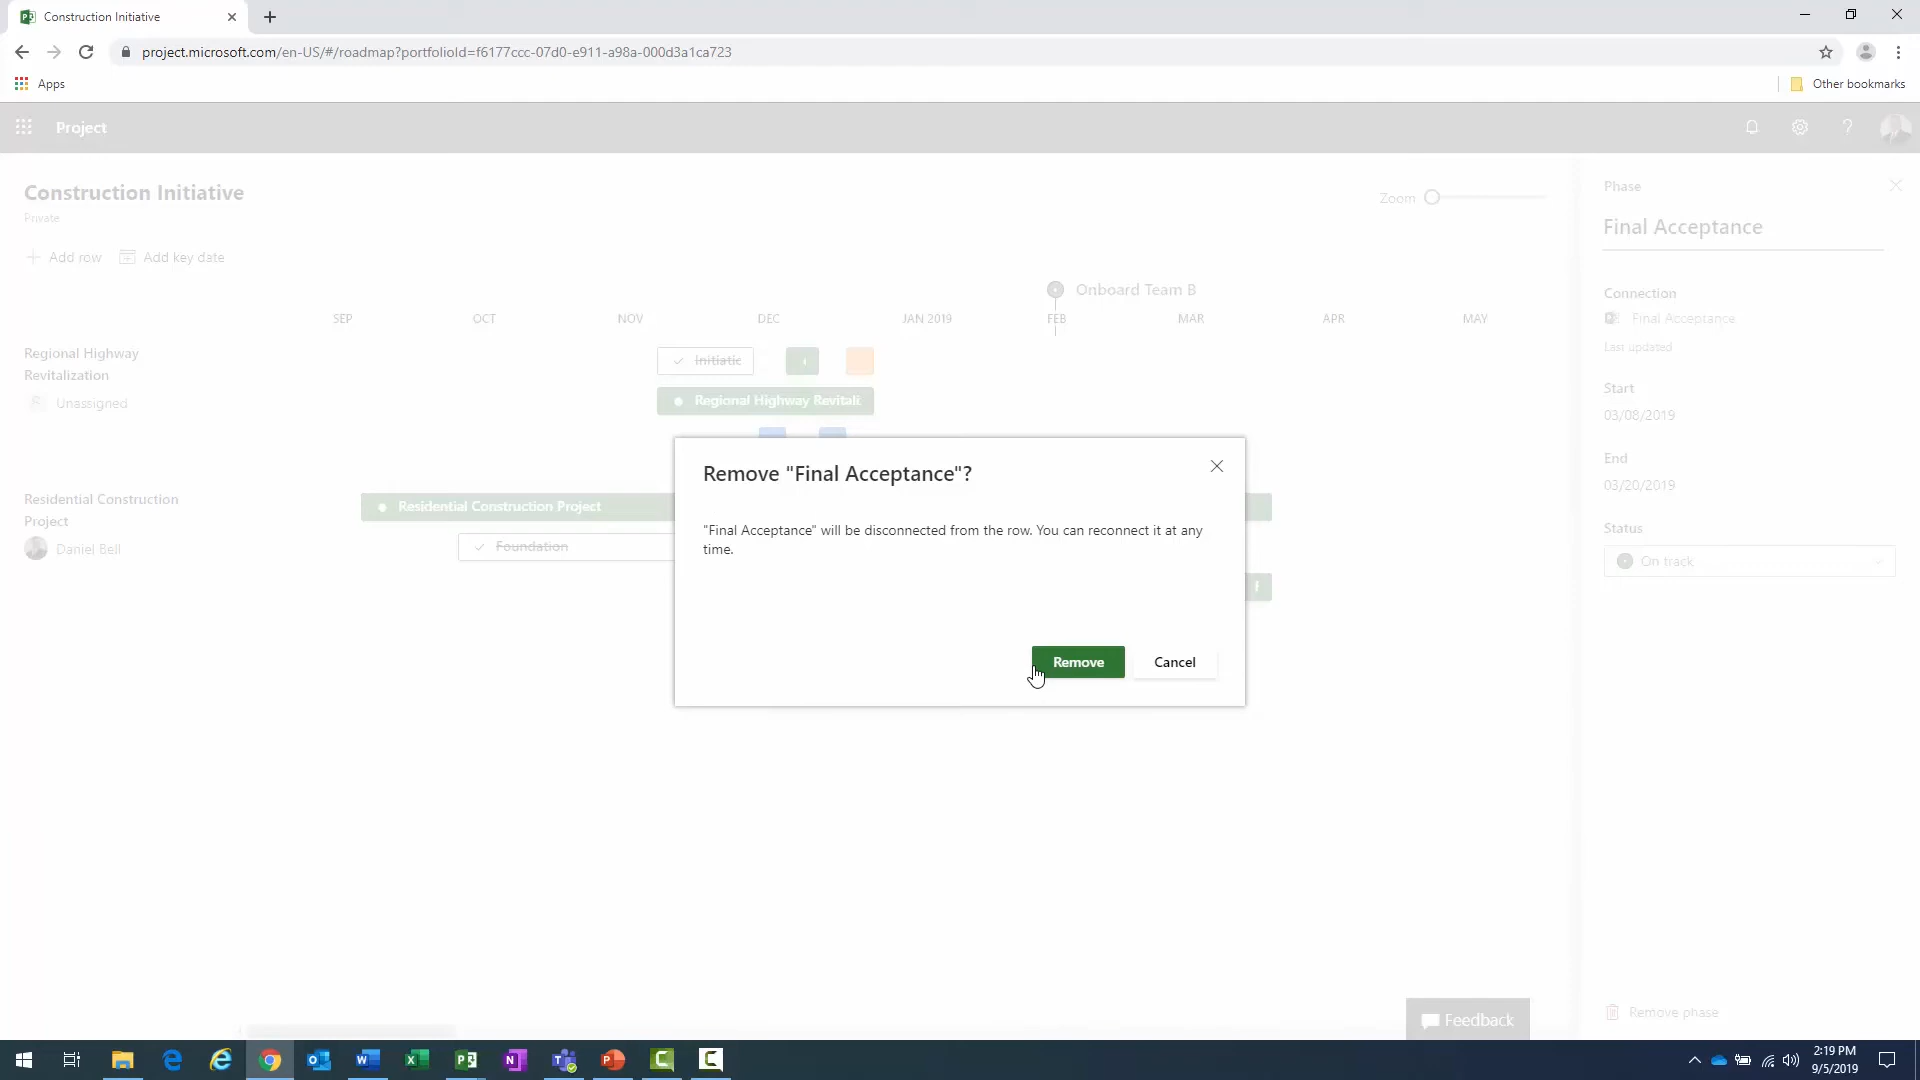 Construction Initiative
project.microsoft.com/en-US/#/roadmap?portfolioId=f6177ccc-07d0-e911-a98a-000d3a1ca723
Apps
Other bookmarks
Project
?
Construction Initiative
Private
Zoom
Add row
Add key date
Onboard Team B
SEP OCT NOV DEC JAN 2019 FEB MAR APR MAY
Regional Highway
Revitalization
Unassigned
Initiatic
Regional Highway Revitali
Residential Construction
Project
Daniel Bell
Residential Construction Project
Foundation
F
Remove "Final Acceptance"?
"Final Acceptance" will be disconnected from the row. You can reconnect it at any
time.
Remove
Cancel
Phase
Final Acceptance
Connection
Final Acceptance
Last updated
Start
03/08/2019
End
03/20/2019
Status
On track
Remove phase
Feedback
2:19 PM
9/5/2019